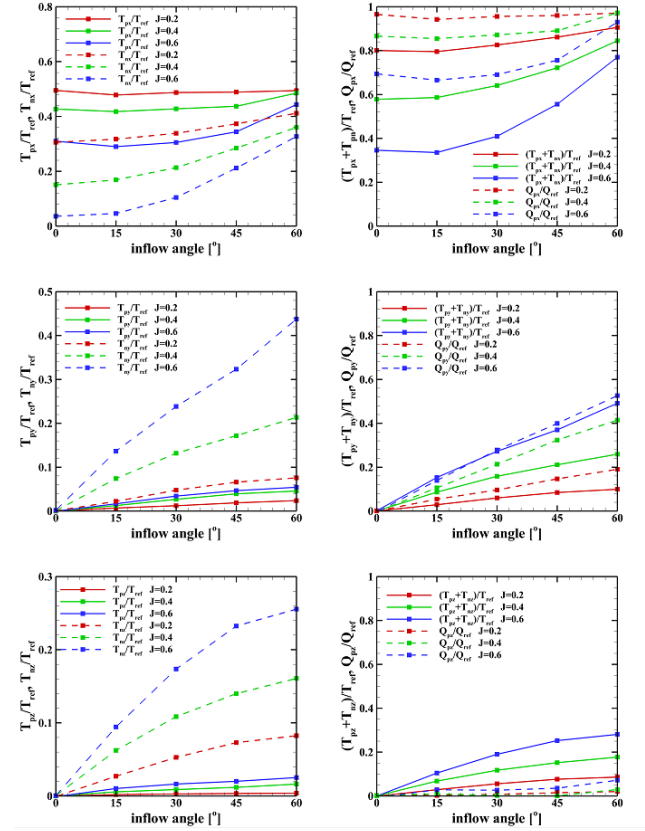 T_px/T_ref J=0.2
T_px/T_ref J=0.4
T_px/T_ref J=0.6
T_nx/T_ref J=0.2
T_nx/T_ref J=0.4
T_nx/T_ref J=0.6
T_px/T_ref, T_nx/T_ref
0.8
0.6
0.4
0.2
0
0 15 30 45 60
inflow angle [°]
(T_px+T_nx)/T_ref J=0.2
(T_px+T_nx)/T_ref J=0.4
(T_px+T_nx)/T_ref J=0.6
Q_px/Q_ref J=0.2
Q_px/Q_ref J=0.4
Q_px/Q_ref J=0.6
(T_px+T_pn)/T_ref, Q_px/Q_ref
1
0.8
0.6
0.4
0.2
0
0 15 30 45 60
inflow angle [°]
T_py/T_ref J=0.2
T_py/T_ref J=0.4
T_py/T_ref J=0.6
T_ny/T_ref J=0.2
T_ny/T_ref J=0.4
T_ny/T_ref J=0.6
T_py/T_ref, T_ny/T_ref
0.5
0.4
0.3
0.2
0.1
0
0 15 30 45 60
inflow angle [°]
(T_py+T_ny)/T_ref J=0.2
(T_py+T_ny)/T_ref J=0.4
(T_py+T_ny)/T_ref J=0.6
Q_py/Q_ref J=0.2
Q_py/Q_ref J=0.4
Q_py/Q_ref J=0.6
(T_py+T_ny)/T_ref, Q_py/Q_ref
1
0.8
0.6
0.4
0.2
0
0 15 30 45 60
inflow angle [°]
T_pz/T_ref J=0.2
T_pz/T_ref J=0.4
T_pz/T_ref J=0.6
T_nz/T_ref J=0.2
T_nz/T_ref J=0.4
T_nz/T_ref J=0.6
T_pz/T_ref, T_nz/T_ref
0.3
0.2
0.1
0
0 15 30 45 60
inflow angle [°]
(T_pz+T_nz)/T_ref J=0.2
(T_pz+T_nz)/T_ref J=0.4
(T_pz+T_nz)/T_ref J=0.6
Q_pz/Q_ref J=0.2
Q_pz/Q_ref J=0.4
Q_pz/Q_ref J=0.6
(T_pz+T_nz)/T_ref, Q_pz/Q_ref
1
0.8
0.6
0.4
0.2
0
0 15 30 45 60
inflow angle [°]